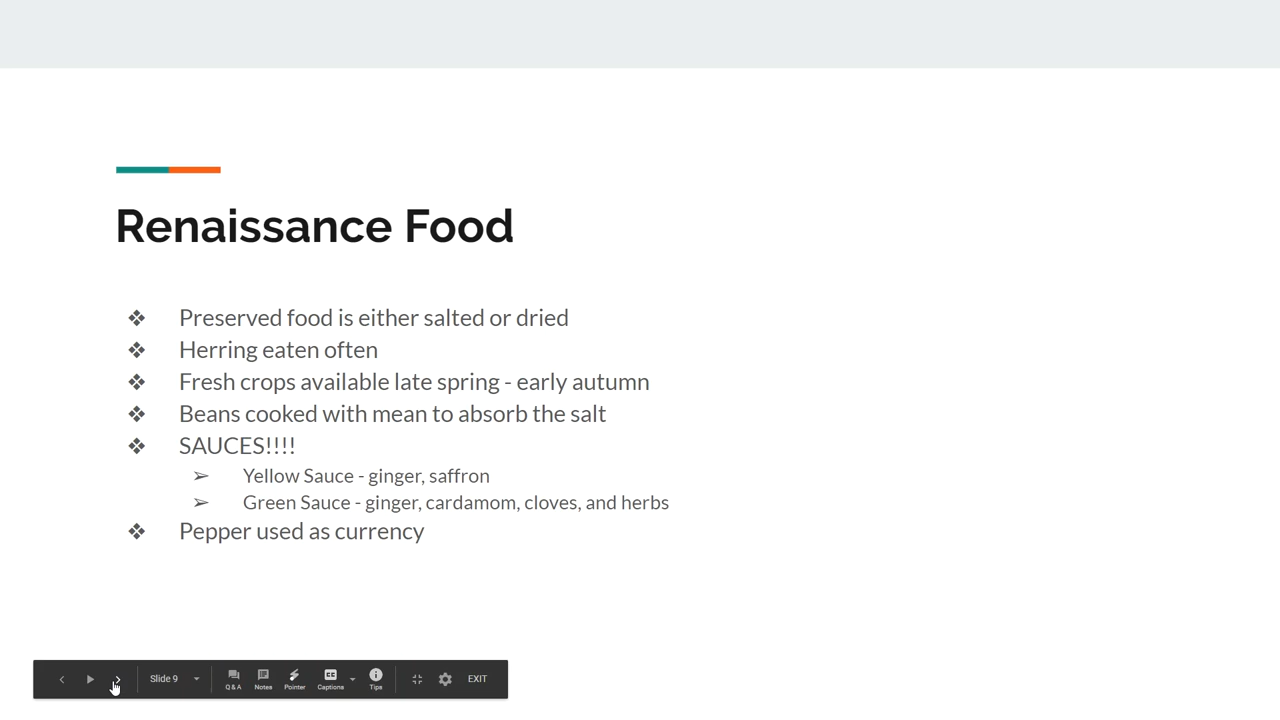 Renaissance Food
❖ Preserved food is either salted or dried
❖ Herring eaten often
❖ Fresh crops available late spring - early autumn
❖ Beans cooked with mean to absorb the salt
❖ SAUCES!!!!
➢ Yellow Sauce - ginger, saffron
➢ Green Sauce - ginger, cardamom, cloves, and herbs
❖ Pepper used as currency
Slide 9 Q & A Notes Pointer Captions Tips EXIT